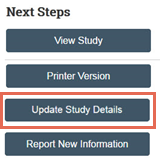 Next Steps
View Study
Printer Version
Update Study Details
Report New Information